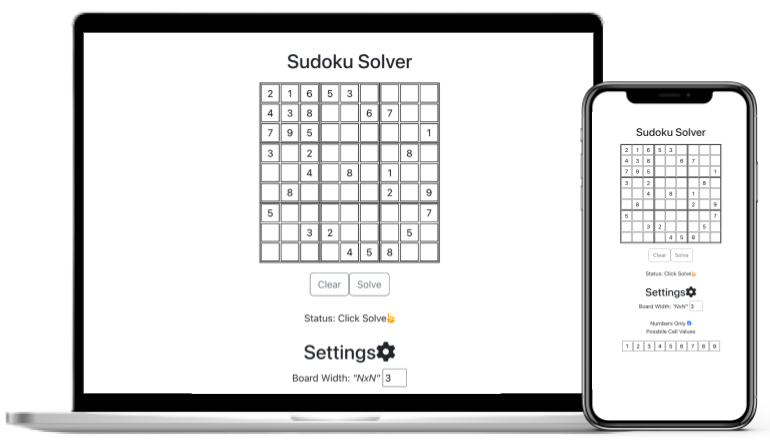 Sudoku Solver
2 1 6 5 3
4 3 8 6 7
7 9 5 1
3 2 8
4 8 1
8 2 9
5 7
3 2 5
4 5 8
Clear Solve
Status: Click Solve👆
Settings
Board Width: "NxN" 3
Sudoku Solver
2 1 6 5 3
4 3 8 6 7
7 9 5 1
3 2 8
4 8 1
8 2 9
5 7
3 2 5
4 5 8
Clear Solve
Status: Click Solve👆
Settings
Board Width: "NxN" 3
Numbers Only
Possbile Cell Values
1 2 3 4 5 6 7 8 9